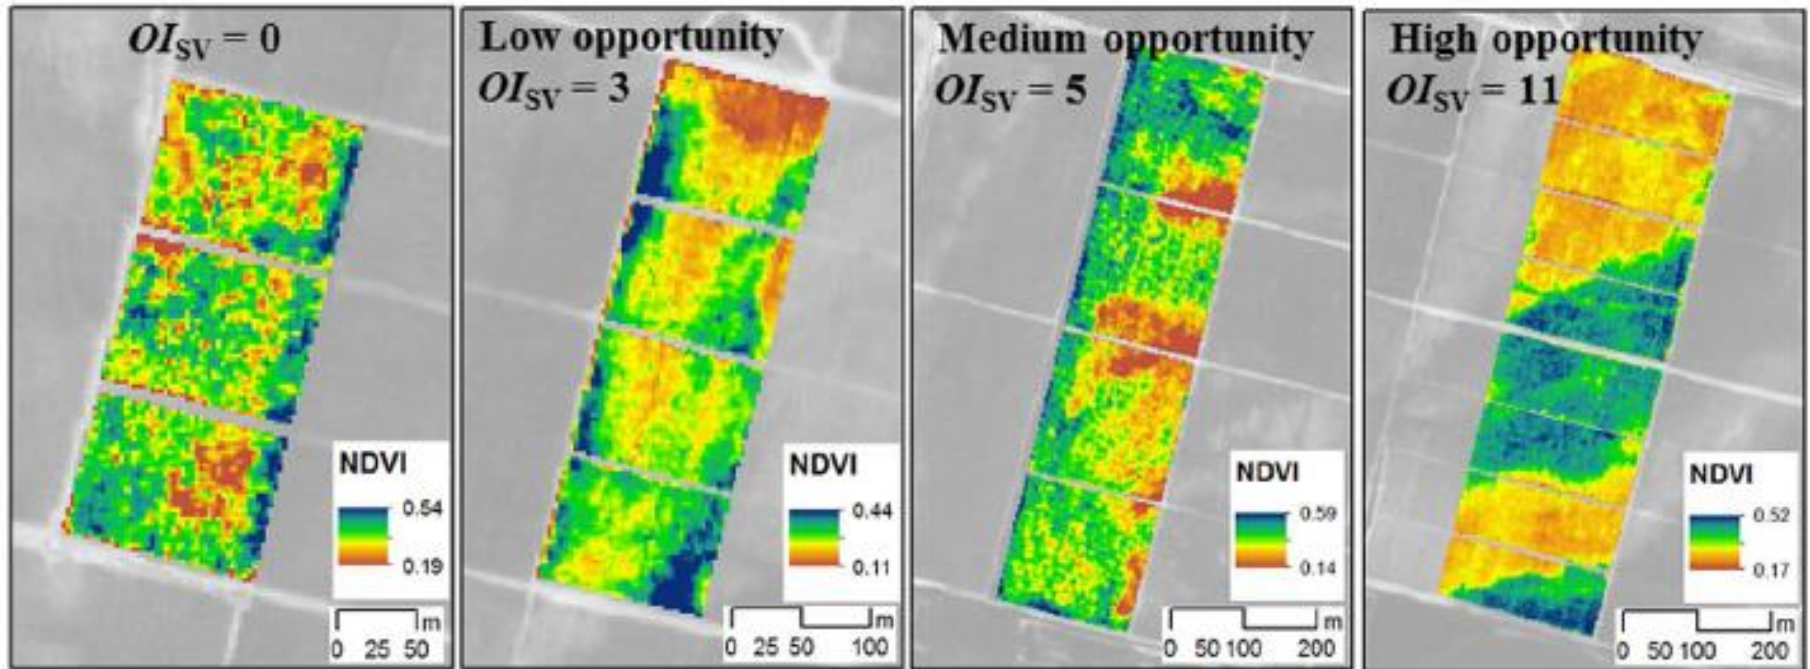 OISV = 0
NDVI
0.54
0.19
m
0 25 50
Low opportunity
OISV = 3
NDVI
0.44
0.11
m
0 25 50 100
Medium opportunity
OISV = 5
NDVI
0.59
0.14
m
0 50 100 200
High opportunity
OISV = 11
NDVI
0.52
0.17
m
0 50 100 200